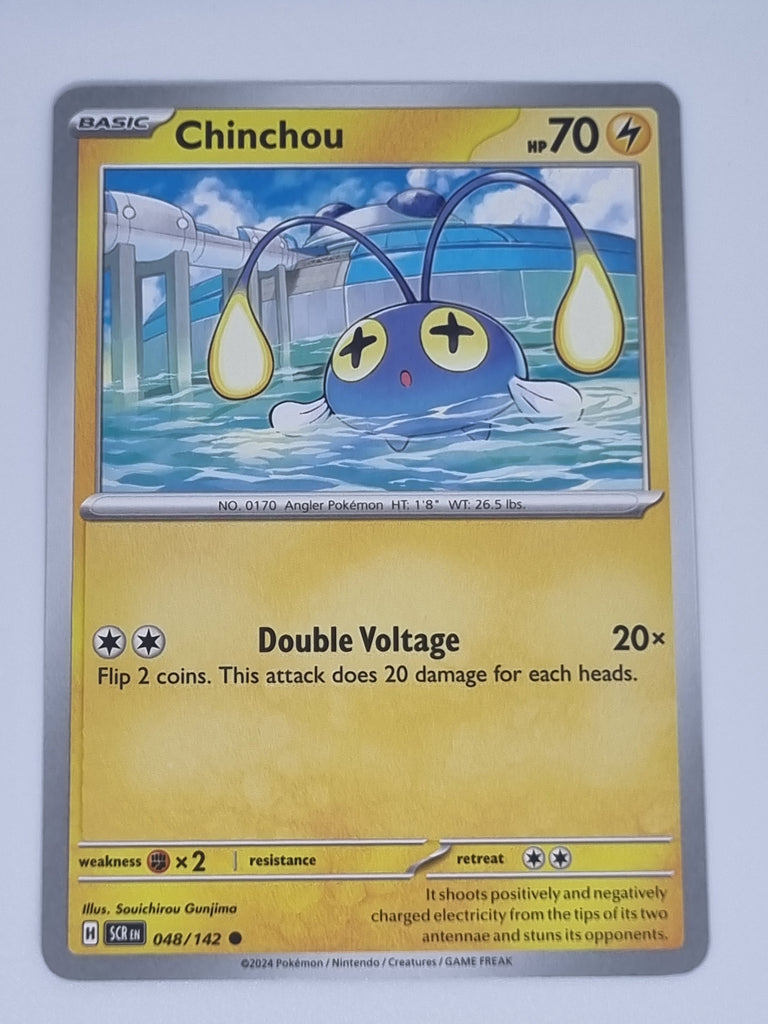 BASIC Chinchou HP 70
NO. 0170 Angler Pokémon HT: 1'8" WT: 26.5 lbs.
Double Voltage 20×
Flip 2 coins. This attack does 20 damage for each heads.
weakness ×2 resistance retreat
It shoots positively and negatively
charged electricity from the tips of its two
antennae and stuns its opponents.
Illus. Souichirou Gunjima
H SCR EN 048/142
©2024 Pokémon / Nintendo / Creatures / GAME FREAK